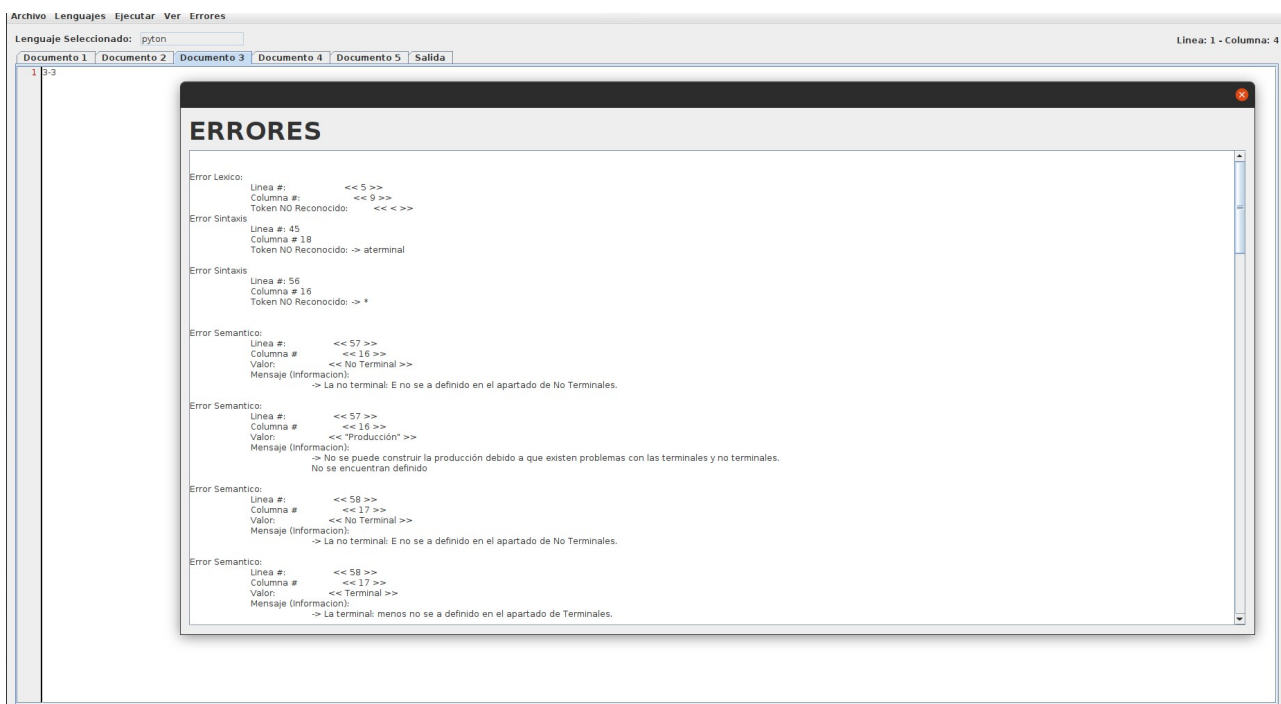 Archivo Lenguajes Ejecutar Ver Errores
Lenguaje Seleccionado: pyton
Linea: 1 - Columna: 4
Documento 1 Documento 2 Documento 3 Documento 4 Documento 5 Salida
1 3-3
ERRORES
Error Lexico:
Linea #: << 5 >>
Columna #: << 9 >>
Token NO Reconocido: << < >>
Error Sintaxis
Linea #: 45
Columna # 18
Token NO Reconocido: -> aterminal
Error Sintaxis
Linea #: 56
Columna # 16
Token NO Reconocido: -> *
Error Semantico:
Linea #: << 57 >>
Columna # << 16 >>
Valor: << No Terminal >>
Mensaje (Informacion):
-> La no terminal: E no se a definido en el apartado de No Terminales.
Error Semantico:
Linea #: << 57 >>
Columna # << 16 >>
Valor: << "Producción" >>
Mensaje (Informacion):
-> No se puede construir la producción debido a que existen problemas con las terminales y no terminales.
No se encuentran definido
Error Semantico:
Linea #: << 58 >>
Columna # << 17 >>
Valor: << No Terminal >>
Mensaje (Informacion):
-> La no terminal: E no se a definido en el apartado de No Terminales.
Error Semantico:
Linea #: << 58 >>
Columna # << 17 >>
Valor: << Terminal >>
Mensaje (Informacion):
-> La terminal: menos no se a definido en el apartado de Terminales.